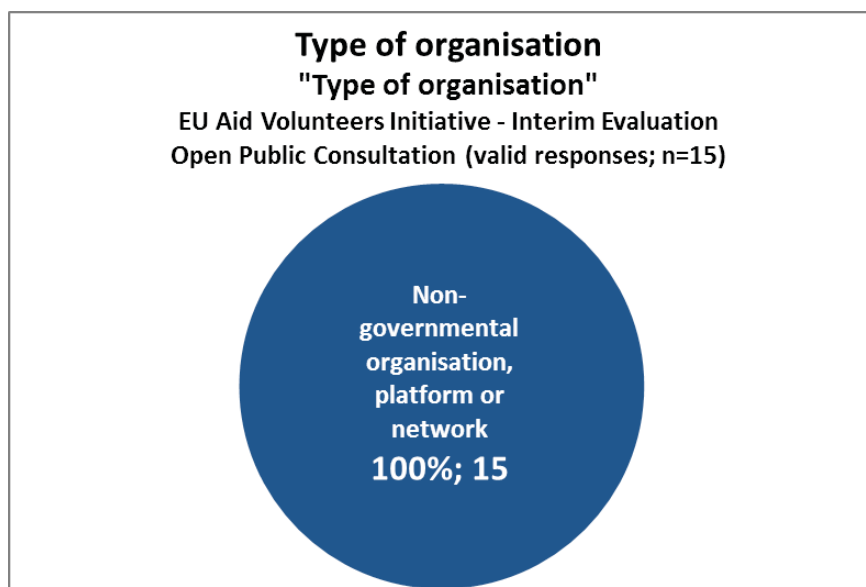 Type of organisation
"Type of organisation"
EU Aid Volunteers Initiative - Interim Evaluation
Open Public Consultation (valid responses; n=15)
Non-
governmental
organisation,
platform or
network
100%; 15